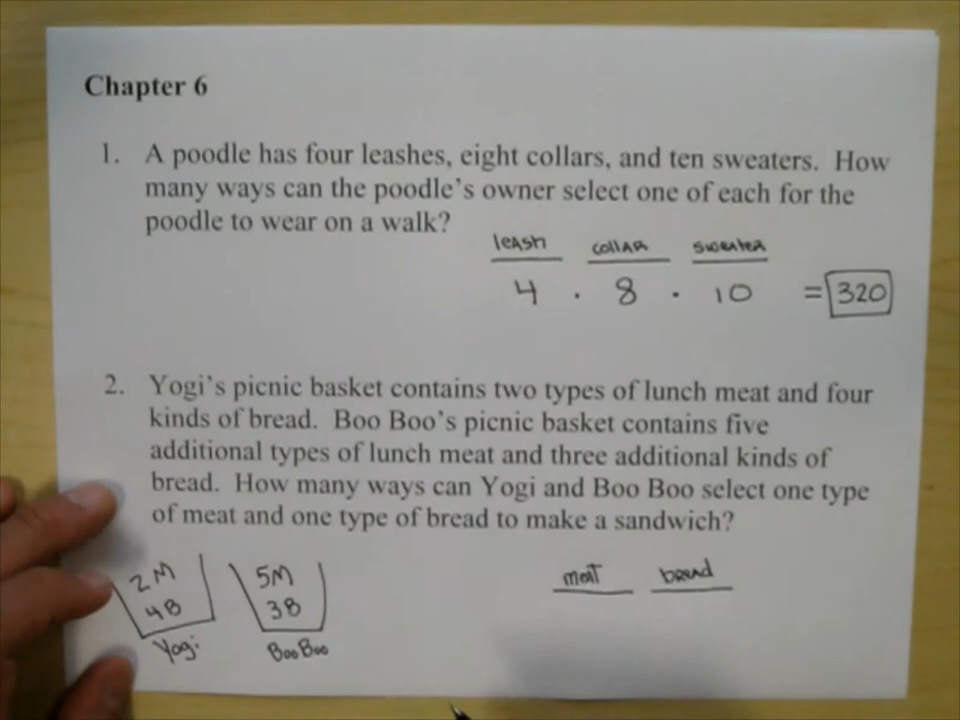 Chapter 6
1. A poodle has four leashes, eight collars, and ten sweaters. How
many ways can the poodle's owner select one of each for the
poodle to wear on a walk?
leash collar sweater
4 · 8 · 10 = 320
2. Yogi's picnic basket contains two types of lunch meat and four
kinds of bread. Boo Boo's picnic basket contains five
additional types of lunch meat and three additional kinds of
bread. How many ways can Yogi and Boo Boo select one type
of meat and one type of bread to make a sandwich?
2M 5M meat bread
4B 3B
Yogi BooBoo